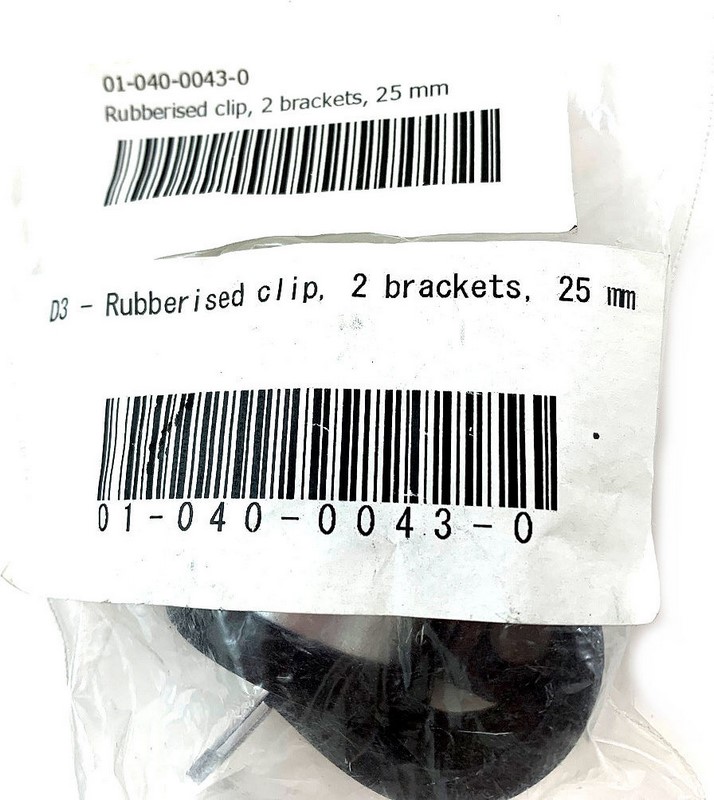 01-040-0043-0
Rubberised clip, 2 brackets, 25 mm
D3 - Rubberised clip, 2 brackets, 25 mm
01-040-0043-0